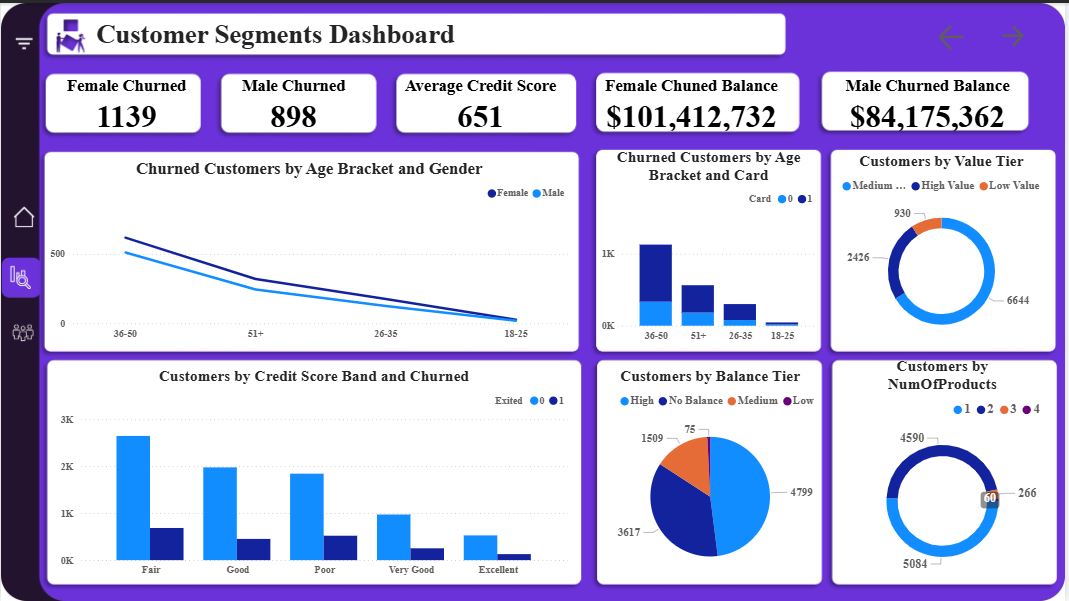 Customer Segments Dashboard
Female Churned
1139
Male Churned
898
Average Credit Score
651
Female Chuned Balance
$101,412,732
Male Churned Balance
$84,175,362
Churned Customers by Age Bracket and Gender
Female Male
500
0
36-50 51+ 26-35 18-25
Churned Customers by Age
Bracket and Card
Card 0 1
1K
0K
36-50 51+ 26-35 18-25
Customers by Value Tier
Medium ... High Value Low Value
930
2426
6644
Customers by Credit Score Band and Churned
Exited 0 1
3K
2K
1K
0K
Fair Good Poor Very Good Excellent
Customers by Balance Tier
High No Balance Medium Low
75
1509
4799
3617
Customers by
NumOfProducts
1 2 3 4
4590
266
60
5084